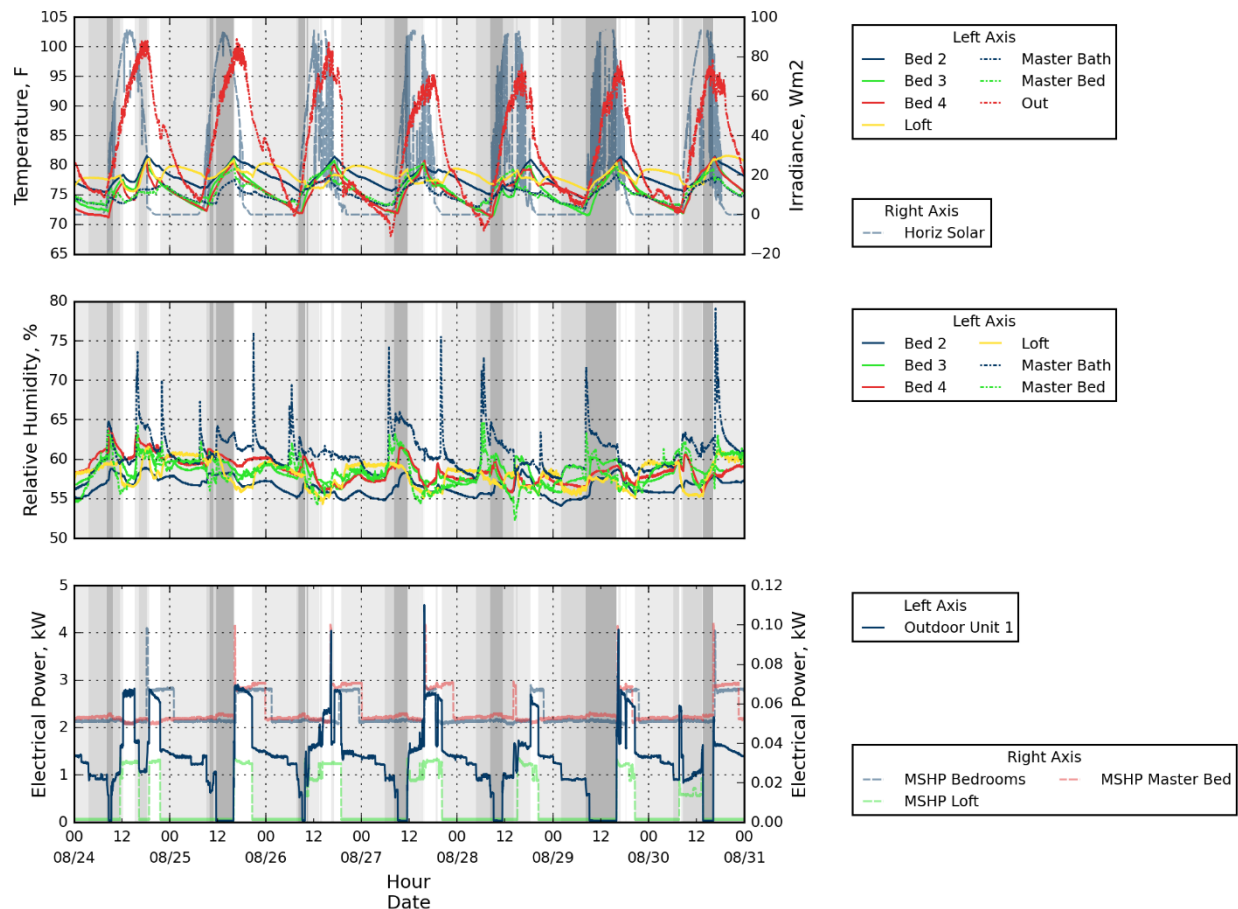 105
100
95
90
85
80
75
70
65
Temperature, F
100
80
60
40
20
0
−20
Irradiance, Wm2
Left Axis
Bed 2
Master Bath
Bed 3
Master Bed
Bed 4
Out
Loft
Right Axis
Horiz Solar
80
75
70
65
60
55
50
Relative Humidity, %
Left Axis
Bed 2
Loft
Bed 3
Master Bath
Bed 4
Master Bed
5
4
3
2
1
0
Electrical Power, kW
0.12
0.10
0.08
0.06
0.04
0.02
0.00
Electrical Power, kW
Left Axis
Outdoor Unit 1
Right Axis
MSHP Bedrooms
MSHP Master Bed
MSHP Loft
00 12 00 12 00 12 00 12 00 12 00 12 00 12 00
08/24 08/25 08/26 08/27 08/28 08/29 08/30 08/31
Hour
Date